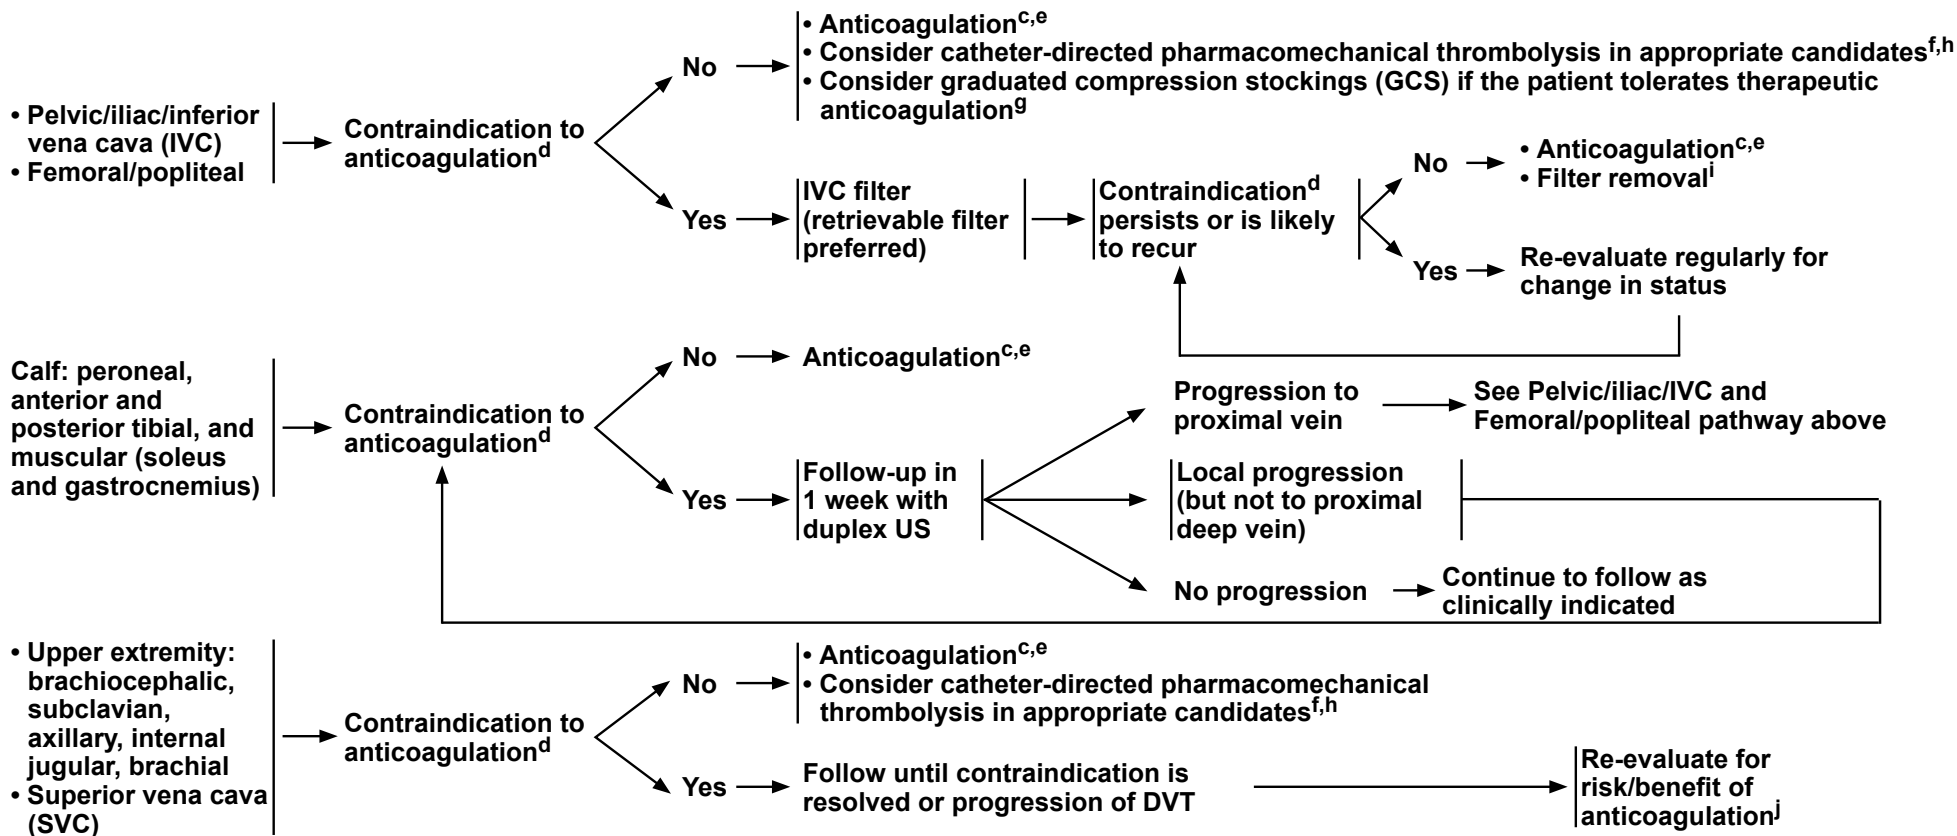 • Pelvic/iliac/inferior
vena cava (IVC)
• Femoral/popliteal
Contraindication to
anticoagulationd
No
• Anticoagulationc,e
• Consider catheter-directed pharmacomechanical thrombolysis in appropriate candidatesf,h
• Consider graduated compression stockings (GCS) if the patient tolerates therapeutic
anticoagulationg
Yes
IVC filter
(retrievable filter
preferred)
Contraindicationd
persists or is likely
to recur
No
• Anticoagulationc,e
• Filter removali
Yes
Re-evaluate regularly for
change in status
Calf: peroneal,
anterior and
posterior tibial, and
muscular (soleus
and gastrocnemius)
Contraindication to
anticoagulationd
No
Anticoagulationc,e
Yes
Follow-up in
1 week with
duplex US
Progression to
proximal vein
See Pelvic/iliac/IVC and
Femoral/popliteal pathway above
Local progression
(but not to proximal
deep vein)
No progression
Continue to follow as
clinically indicated
• Upper extremity:
brachiocephalic,
subclavian,
axillary, internal
jugular, brachial
• Superior vena cava
(SVC)
Contraindication to
anticoagulationd
No
• Anticoagulationc,e
• Consider catheter-directed pharmacomechanical
thrombolysis in appropriate candidatesf,h
Yes
Follow until contraindication is
resolved or progression of DVT
Re-evaluate for
risk/benefit of
anticoagulationj